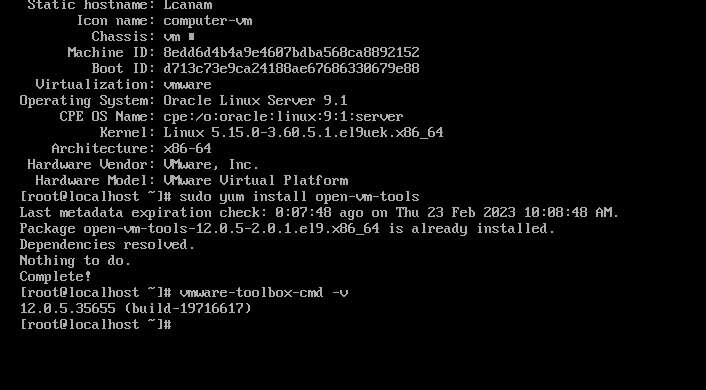 Static hostname: Lcanam
Icon name: computer-vm
Chassis: vm
Machine ID: 8edd6d4b4a9e4607bdba568ca8892152
Boot ID: d713c73e9ca24188ae67686330679e88
Virtualization: vmware
Operating System: Oracle Linux Server 9.1
CPE OS Name: cpe:/o:oracle:linux:9:1:server
Kernel: Linux 5.15.0-3.60.5.1.el9uek.x86_64
Architecture: x86-64
Hardware Vendor: VMware, Inc.
Hardware Model: VMware Virtual Platform
[root@localhost ~]# sudo yum install open-vm-tools
Last metadata expiration check: 0:07:48 ago on Thu 23 Feb 2023 10:08:48 AM.
Package open-vm-tools-12.0.5-2.0.1.el9.x86_64 is already installed.
Dependencies resolved.
Nothing to do.
Complete!
[root@localhost ~]# vmware-toolbox-cmd -v
12.0.5.35655 (build-19716617)
[root@localhost ~]#